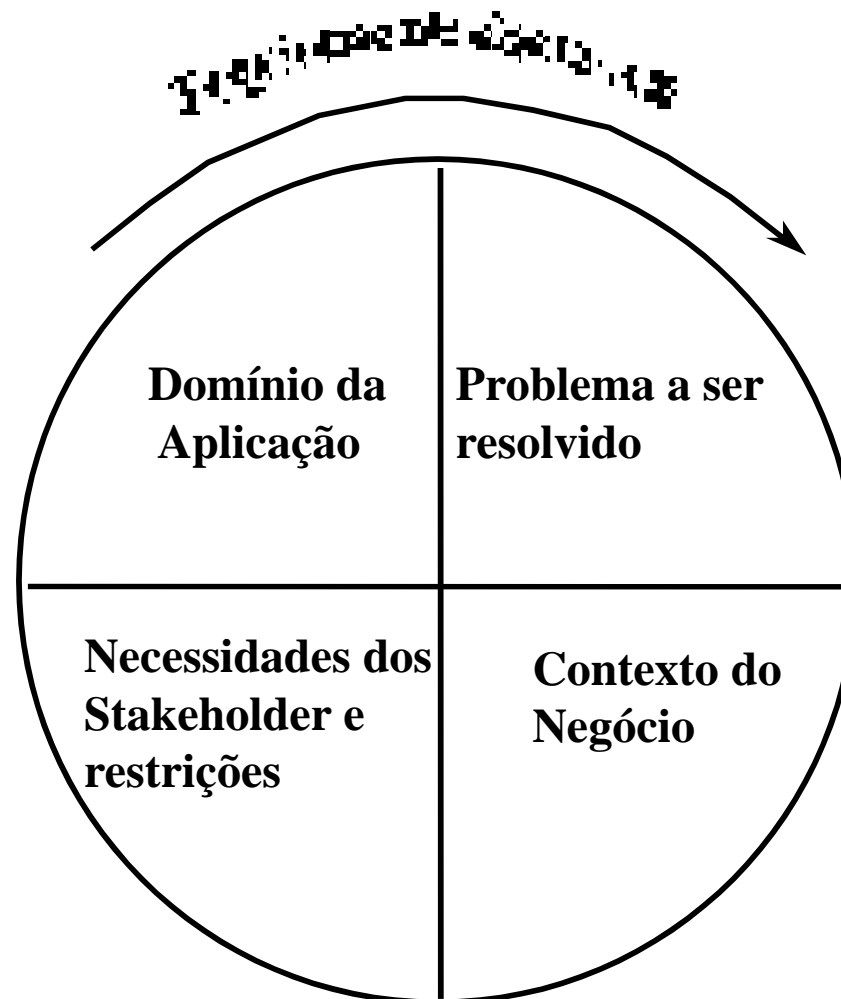 Domínio da
Aplicação
Problema a ser
resolvido
Necessidades dos
Stakeholder e
restrições
Contexto do
Negócio